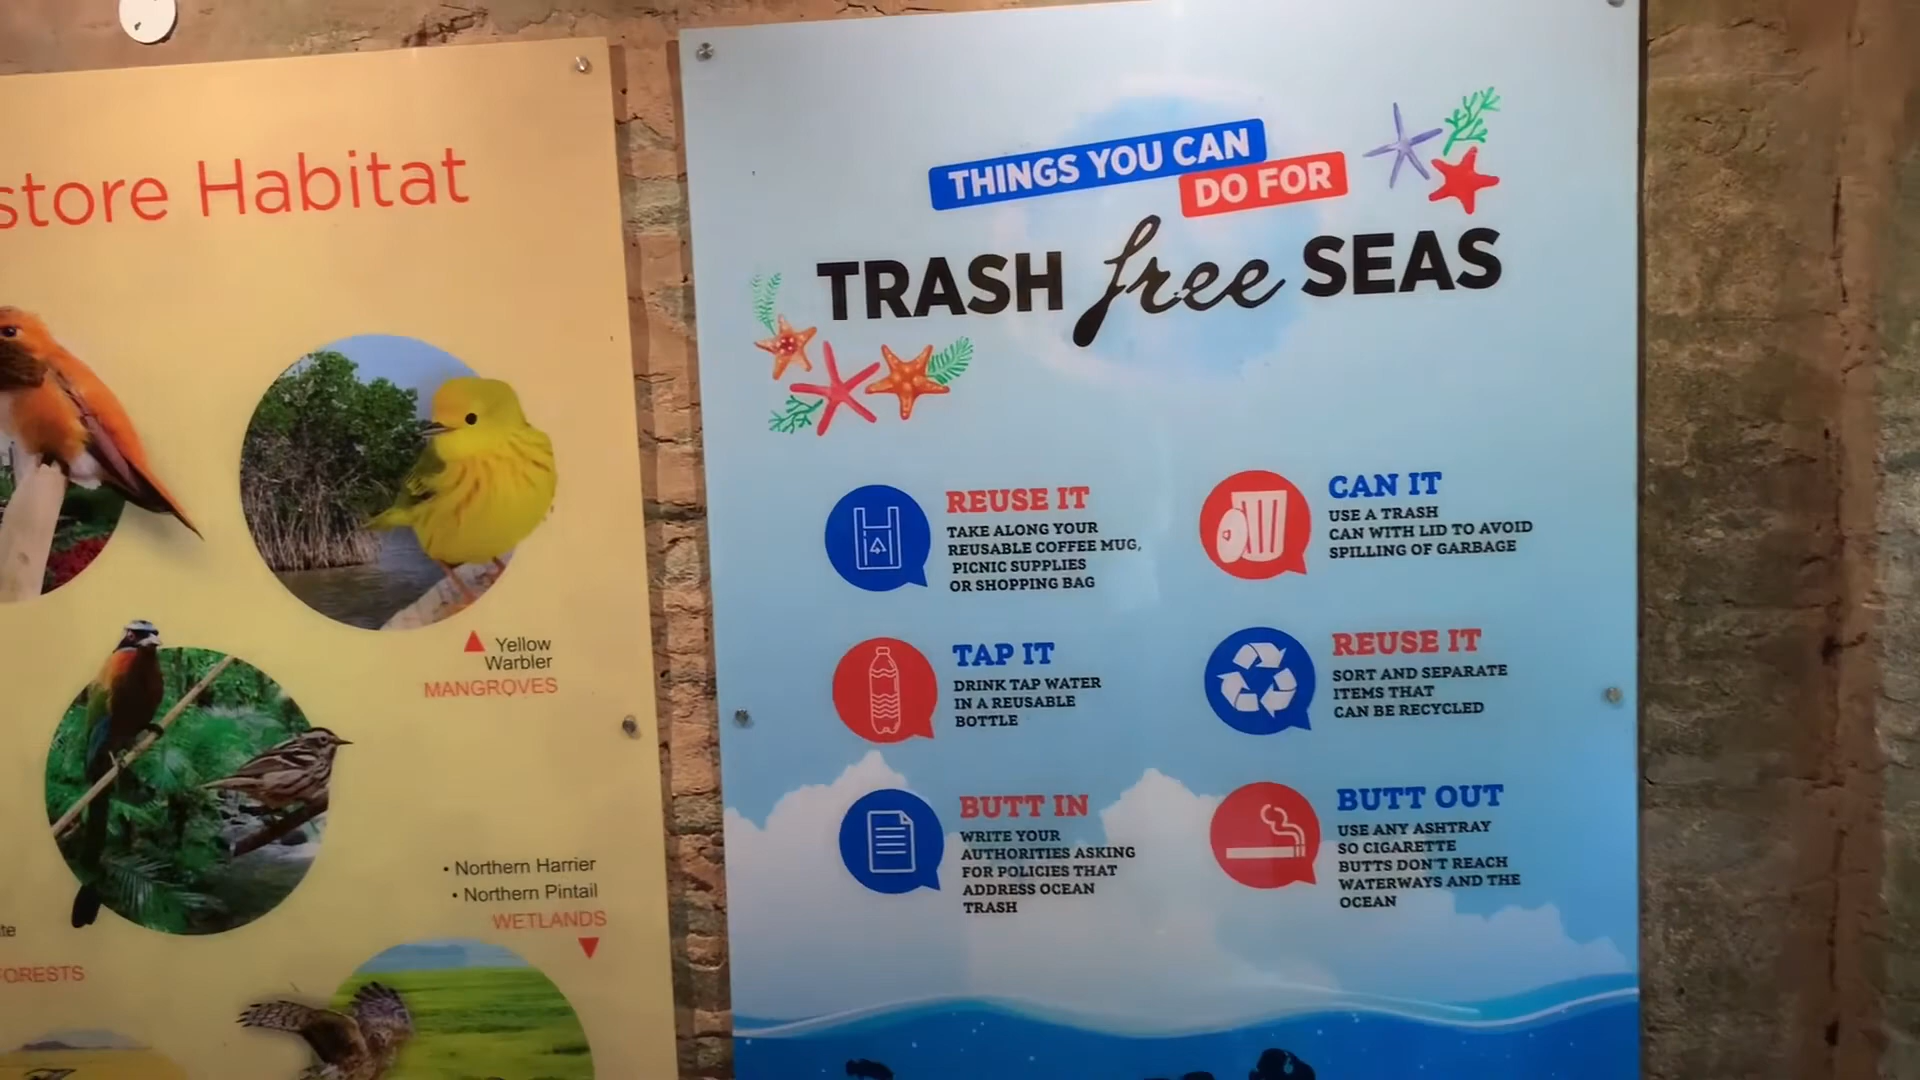 store Habitat
Yellow
Warbler
MANGROVES
• Northern Harrier
• Northern Pintail
WETLANDS
FORESTS
THINGS YOU CAN
DO FOR
TRASH free SEAS
REUSE IT
TAKE ALONG YOUR
REUSABLE COFFEE MUG,
PICNIC SUPPLIES
OR SHOPPING BAG
CAN IT
USE A TRASH
CAN WITH LID TO AVOID
SPILLING OF GARBAGE
TAP IT
DRINK TAP WATER
IN A REUSABLE
BOTTLE
REUSE IT
SORT AND SEPARATE
ITEMS THAT
CAN BE RECYCLED
BUTT IN
WRITE YOUR
AUTHORITIES ASKING
FOR POLICIES THAT
ADDRESS OCEAN
TRASH
BUTT OUT
USE ANY ASHTRAY
SO CIGARETTE
BUTTS DON'T REACH
WATERWAYS AND THE
OCEAN